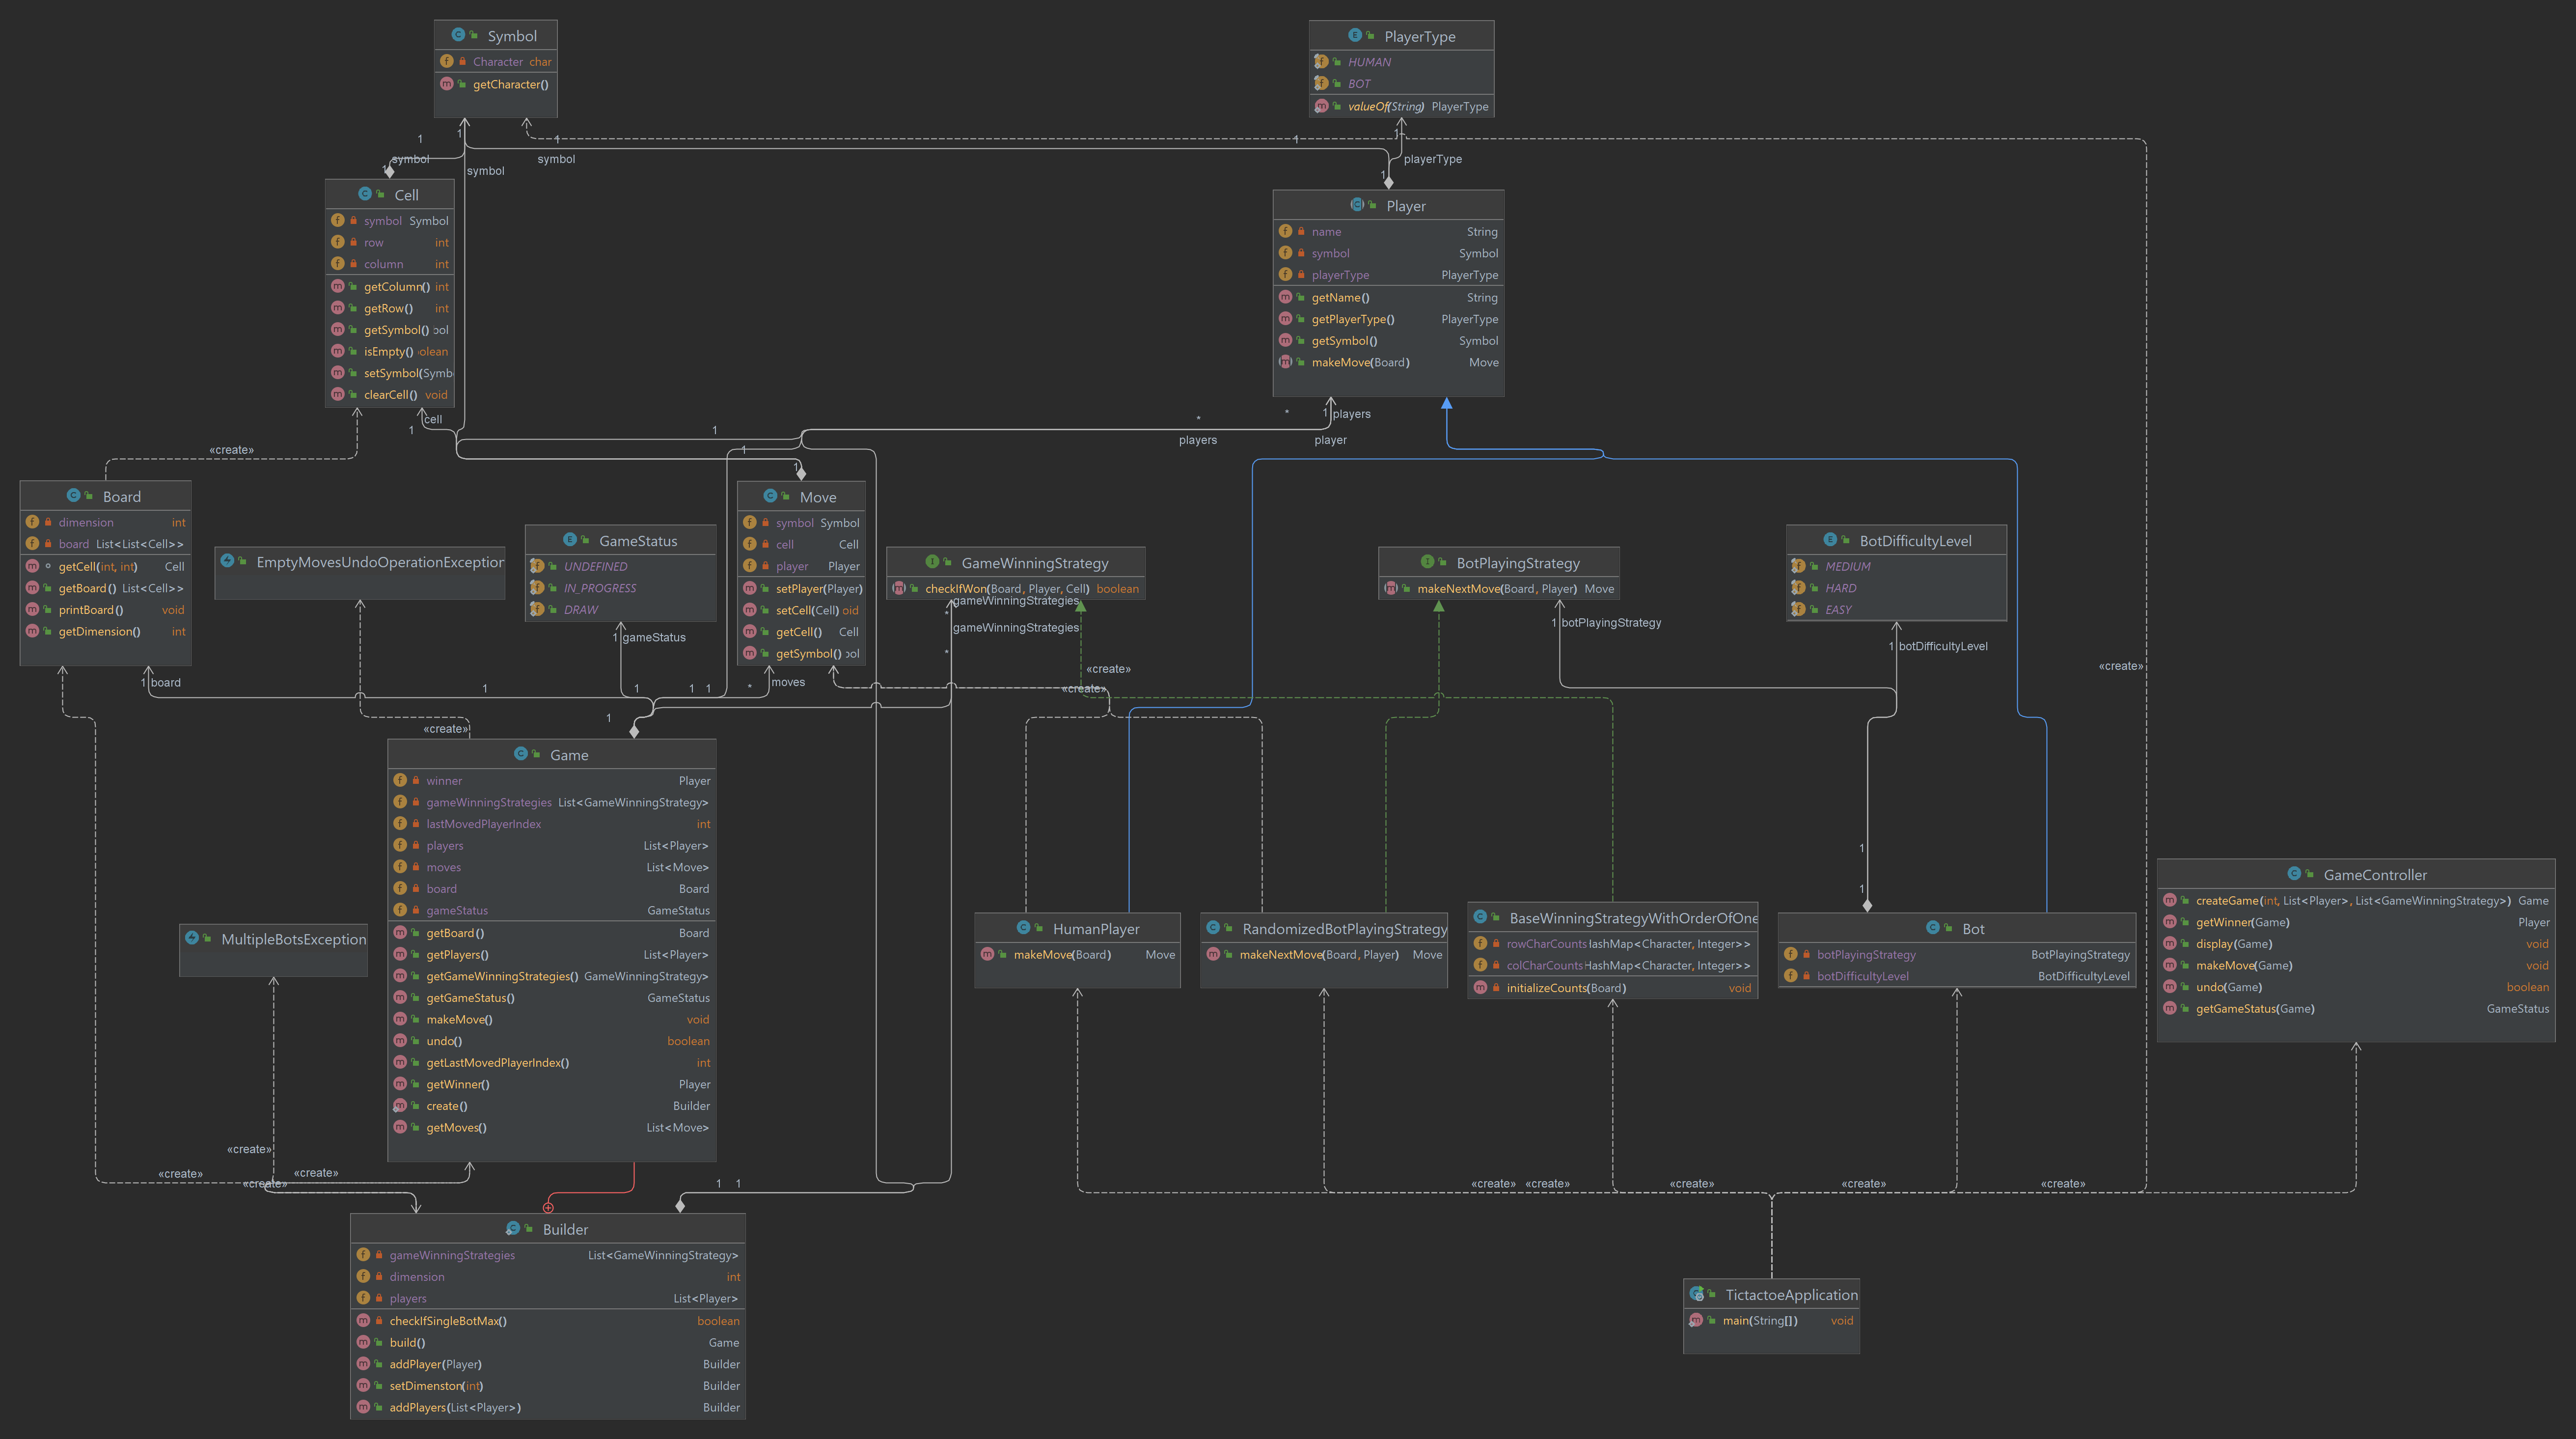 Symbol
Character char
getCharacter()
PlayerType
HUMAN
BOT
valueOf(String) PlayerType
1 1 1 1 1
symbol symbol playerType
symbol
1 1
Cell
symbol Symbol
row int
column int
getColumn() int
getRow() int
getSymbol() bol
isEmpty() olean
setSymbol(Symb
clearCell() void
Player
name String
symbol Symbol
playerType PlayerType
getName() String
getPlayerType() PlayerType
getSymbol() Symbol
makeMove(Board) Move
cell * * 1 players
1 1 players player
«create» 1
1
Board
dimension int
board List<List<Cell>>
getCell(int, int) Cell
getBoard() List<Cell>>
printBoard() void
getDimension() int
EmptyMovesUndoOperationException
GameStatus
UNDEFINED
IN_PROGRESS
DRAW
Move
symbol Symbol
cell Cell
player Player
setPlayer(Player)
setCell(Cell) oid
getCell() Cell
getSymbol() bol
GameWinningStrategy
checkIfWon(Board, Player, Cell) boolean
gameWinningStrategies
*
gameWinningStrategies
*
BotPlayingStrategy
makeNextMove(Board, Player) Move
1 botPlayingStrategy
BotDifficultyLevel
MEDIUM
HARD
EASY
1 botDifficultyLevel
1 gameStatus
«create»
«create»
«create»
1 board 1 1 1 1 * moves
1
«create»
Game
winner Player
gameWinningStrategies List<GameWinningStrategy>
lastMovedPlayerIndex int
players List<Player>
moves List<Move>
board Board
gameStatus GameStatus
getBoard() Board
getPlayers() List<Player>
getGameWinningStrategies() GameWinningStrategy>
getGameStatus() GameStatus
makeMove() void
undo() boolean
getLastMovedPlayerIndex() int
getWinner() Player
create() Builder
getMoves() List<Move>
MultipleBotsException
HumanPlayer
makeMove(Board) Move
RandomizedBotPlayingStrategy
makeNextMove(Board, Player) Move
BaseWinningStrategyWithOrderOfOne
rowCharCounts HashMap<Character, Integer>>
colCharCounts HashMap<Character, Integer>>
initializeCounts(Board) void
1
1
Bot
botPlayingStrategy BotPlayingStrategy
botDifficultyLevel BotDifficultyLevel
GameController
createGame(int, List<Player>, List<GameWinningStrategy>) Game
getWinner(Game) Player
display(Game) void
makeMove(Game) void
undo(Game) boolean
getGameStatus(Game) GameStatus
«create»
«create» «create»
«create» 1 1 «create» «create» «create» «create» «create»
Builder
gameWinningStrategies List<GameWinningStrategy>
dimension int
players List<Player>
checkIfSingleBotMax() boolean
build() Game
addPlayer(Player) Builder
setDimenston(int) Builder
addPlayers(List<Player>) Builder
TictactoeApplication
main(String[]) void